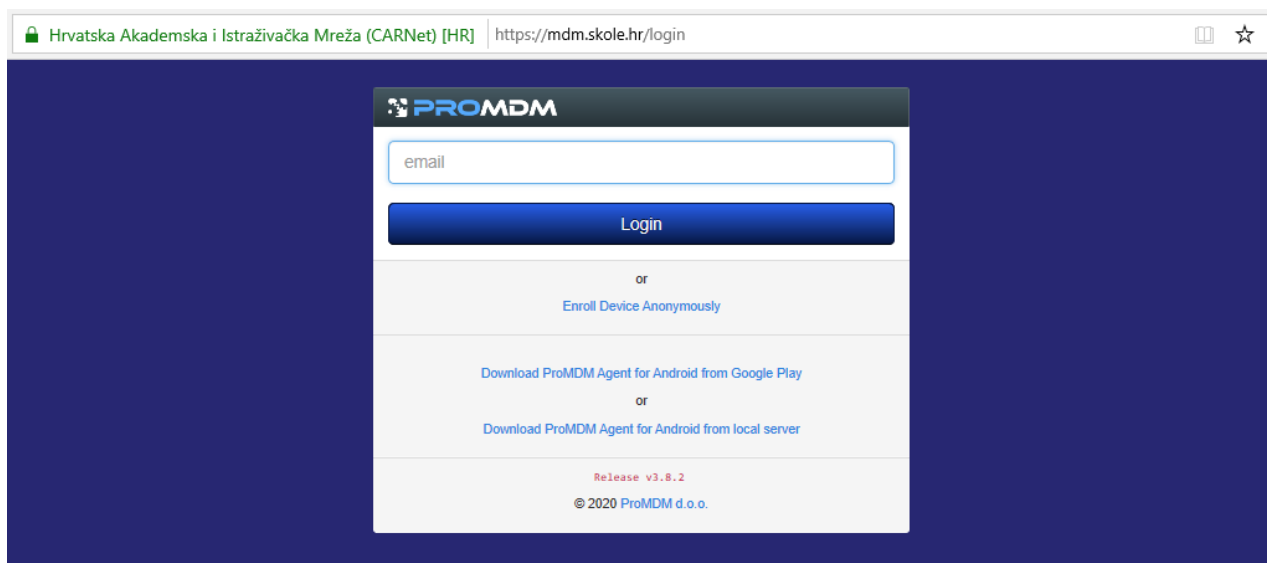 Hrvatska Akademska i Istraživačka Mreža (CARNet) [HR] https://mdm.skole.hr/login
PROMDM
email
Login
or
Enroll Device Anonymously
Download ProMDM Agent for Android from Google Play
or
Download ProMDM Agent for Android from local server
Release v3.8.2
© 2020 ProMDM d.o.o.